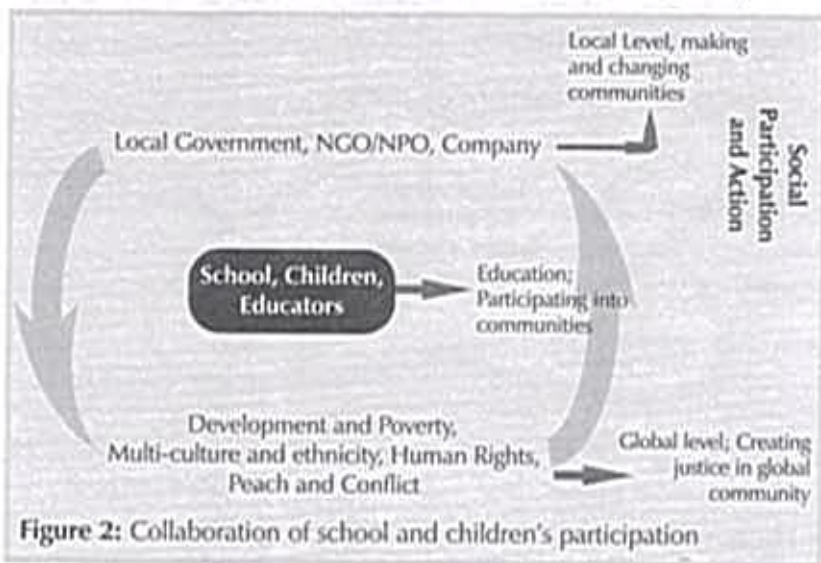 Local Level, making
and changing
communities
Social
Participation
and Action
Local Government, NGO/NPO, Company
School, Children,
Educators
Education;
Participating into
communities
Development and Poverty,
Multi-culture and ethnicity, Human Rights,
Peach and Conflict
Global level; Creating
justice in global
community
Figure 2: Collaboration of school and children's participation